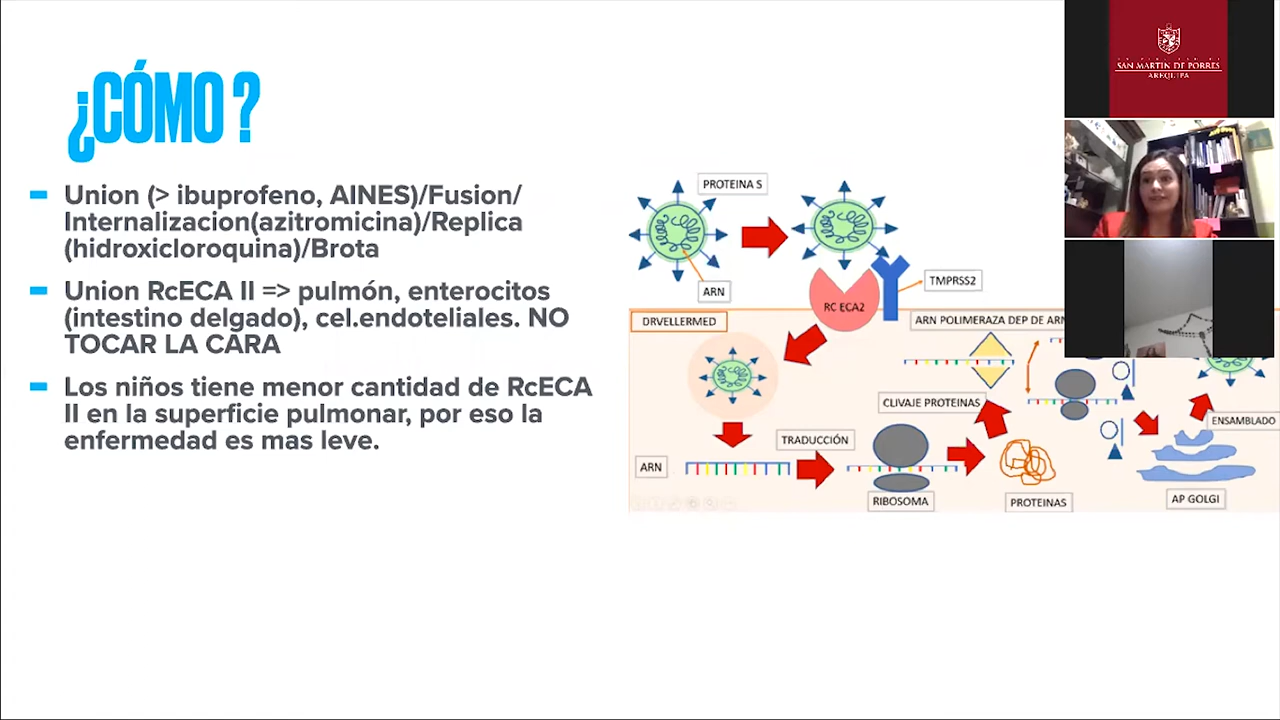 ¿CÓMO ?
Union (> ibuprofeno, AINES)/Fusion/
Internalizacion(azitromicina)/Replica
(hidroxicloroquina)/Brota
Union RcECA II => pulmón, enterocitos
(intestino delgado), cel.endoteliales. NO
TOCAR LA CARA
Los niños tiene menor cantidad de RcECA
II en la superficie pulmonar, por eso la
enfermedad es mas leve.
PROTEINA S
ARN
RC ECA2
TMPRSS2
DRVELLERMED
ARN POLIMERAZA DEP DE ARN
CLIVAJE PROTEINAS
TRADUCCIÓN
ENSAMBLADO
ARN
RIBOSOMA
PROTEINAS
AP GOLGI
SAN MARTIN DE PORRES
AREQUIPA